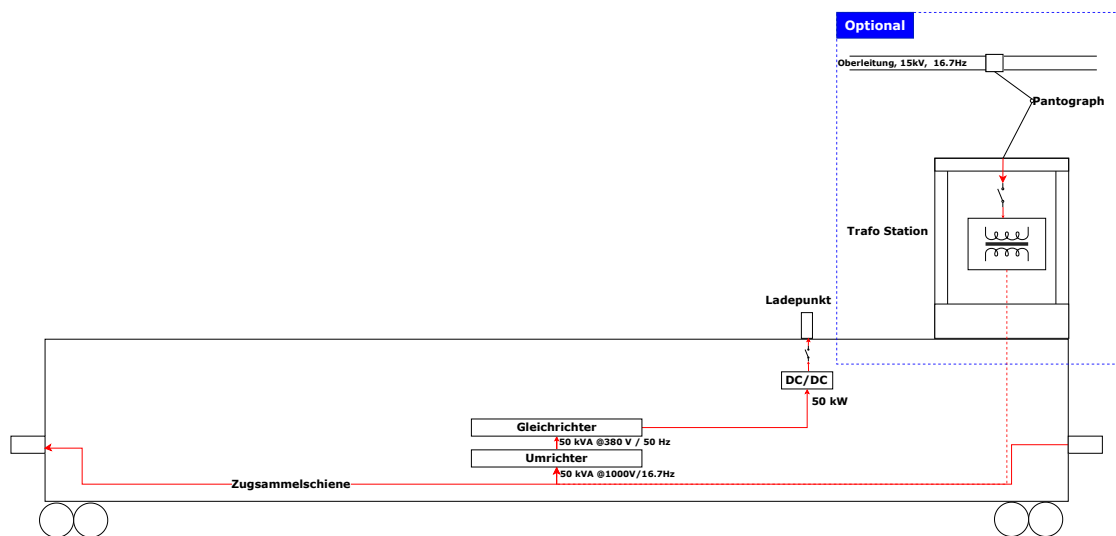 Optional
Oberleitung, 15kV, 16.7Hz
Pantograph
Trafo Station
Ladepunkt
DC/DC
50 kW
Gleichrichter
50 kVA @380 V / 50 Hz
Umrichter
50 kVA @1000V/16.7Hz
Zugsammelschiene